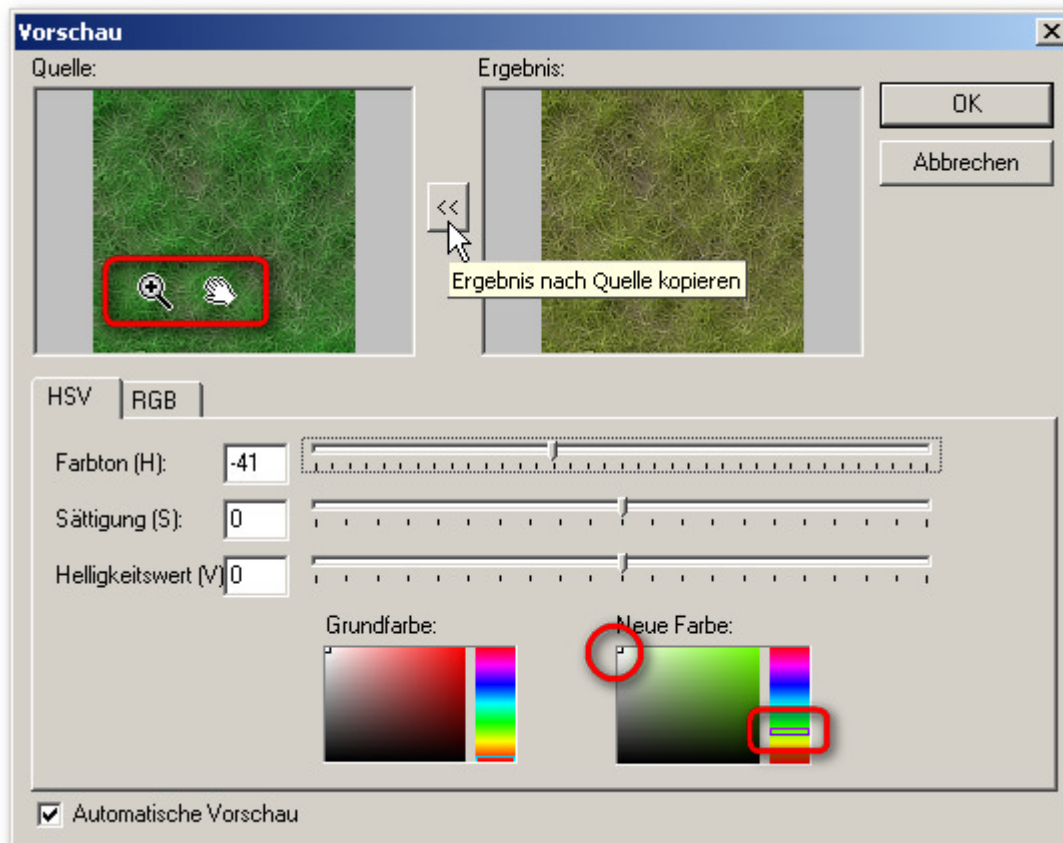 Vorschau
Quelle:
Ergebnis:
OK
Abbrechen
<<
Ergebnis nach Quelle kopieren
HSV
RGB
Farbton (H):
-41
Sättigung (S):
0
Helligkeitswert (V)
0
Grundfarbe:
Neue Farbe:
Automatische Vorschau